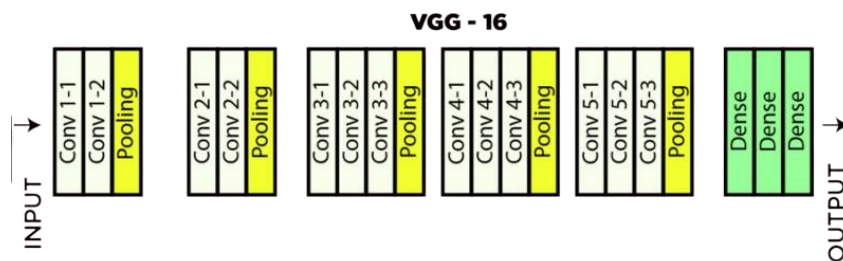 VGG - 16
INPUT
Conv 1-1
Conv 1-2
Pooling
Conv 2-1
Conv 2-2
Pooling
Conv 3-1
Conv 3-2
Conv 3-3
Pooling
Conv 4-1
Conv 4-2
Conv 4-3
Pooling
Conv 5-1
Conv 5-2
Conv 5-3
Pooling
Dense
Dense
Dense
OUTPUT